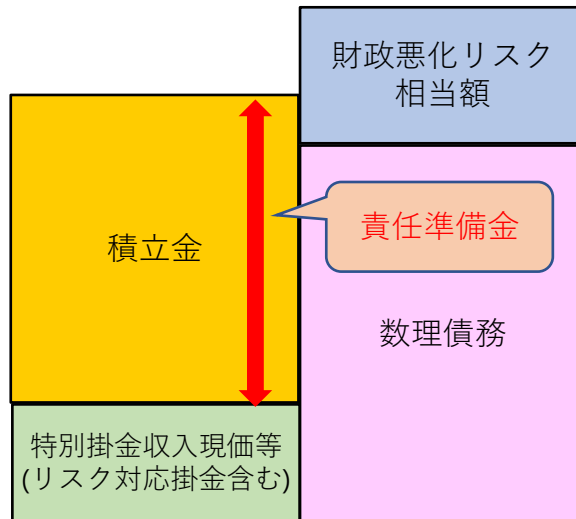 財政悪化リスク
相当額
積立金
責任準備金
数理債務
特別掛金収入現価等
(リスク対応掛金含む)